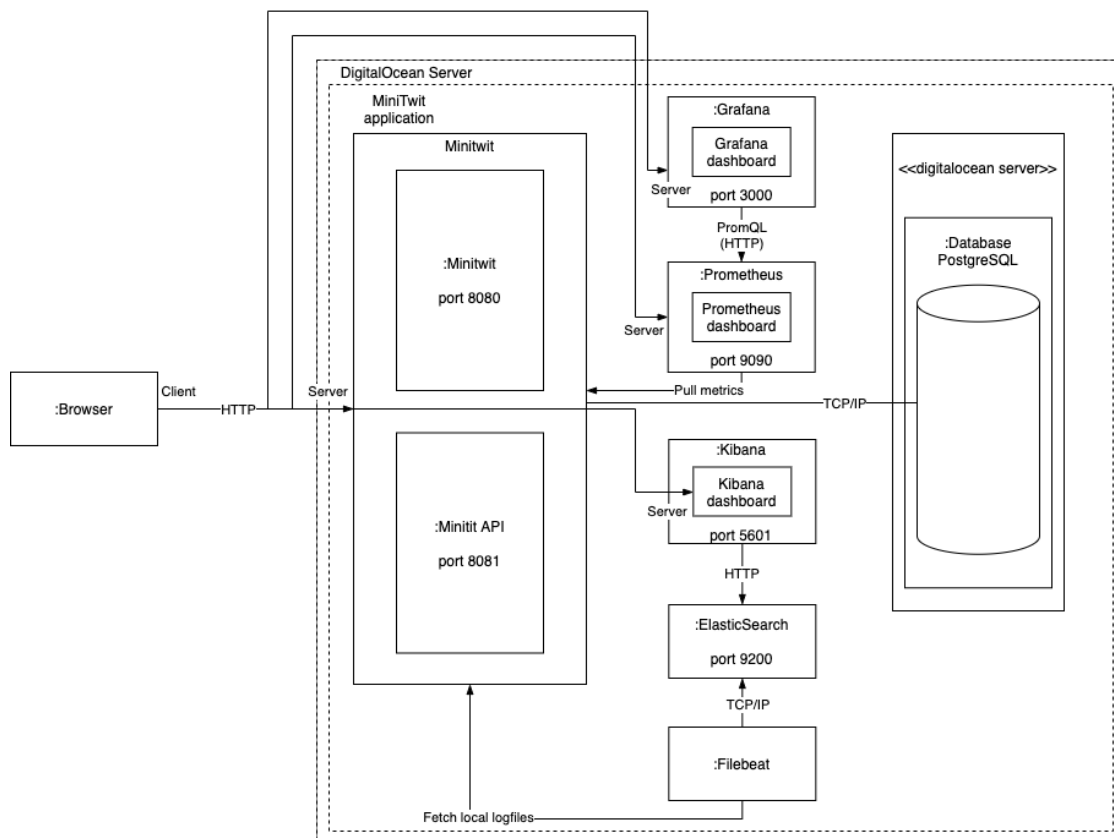 DigitalOcean Server
MiniTwit
application
Minitwit
:Minitwit
port 8080
:Minitit API
port 8081
:Browser
Client
HTTP
Server
:Grafana
Grafana
dashboard
port 3000
Server
PromQL
(HTTP)
:Prometheus
Prometheus
dashboard
port 9090
Server
Pull metrics
TCP/IP
<<digitalocean server>>
:Database
PostgreSQL
:Kibana
Kibana
dashboard
port 5601
Server
HTTP
:ElasticSearch
port 9200
TCP/IP
:Filebeat
Fetch local logfiles